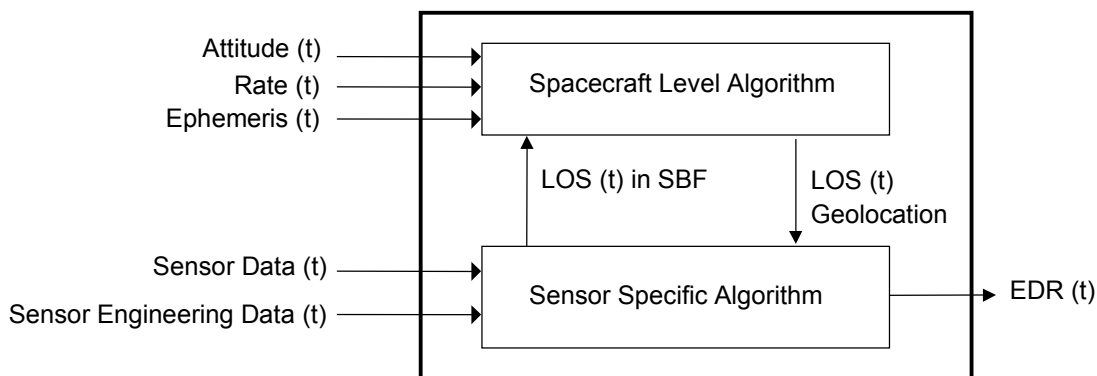 Attitude (t)
Rate (t)
Ephemeris (t)
Spacecraft Level Algorithm
LOS (t) in SBF
LOS (t)
Geolocation
Sensor Data (t)
Sensor Engineering Data (t)
Sensor Specific Algorithm
EDR (t)